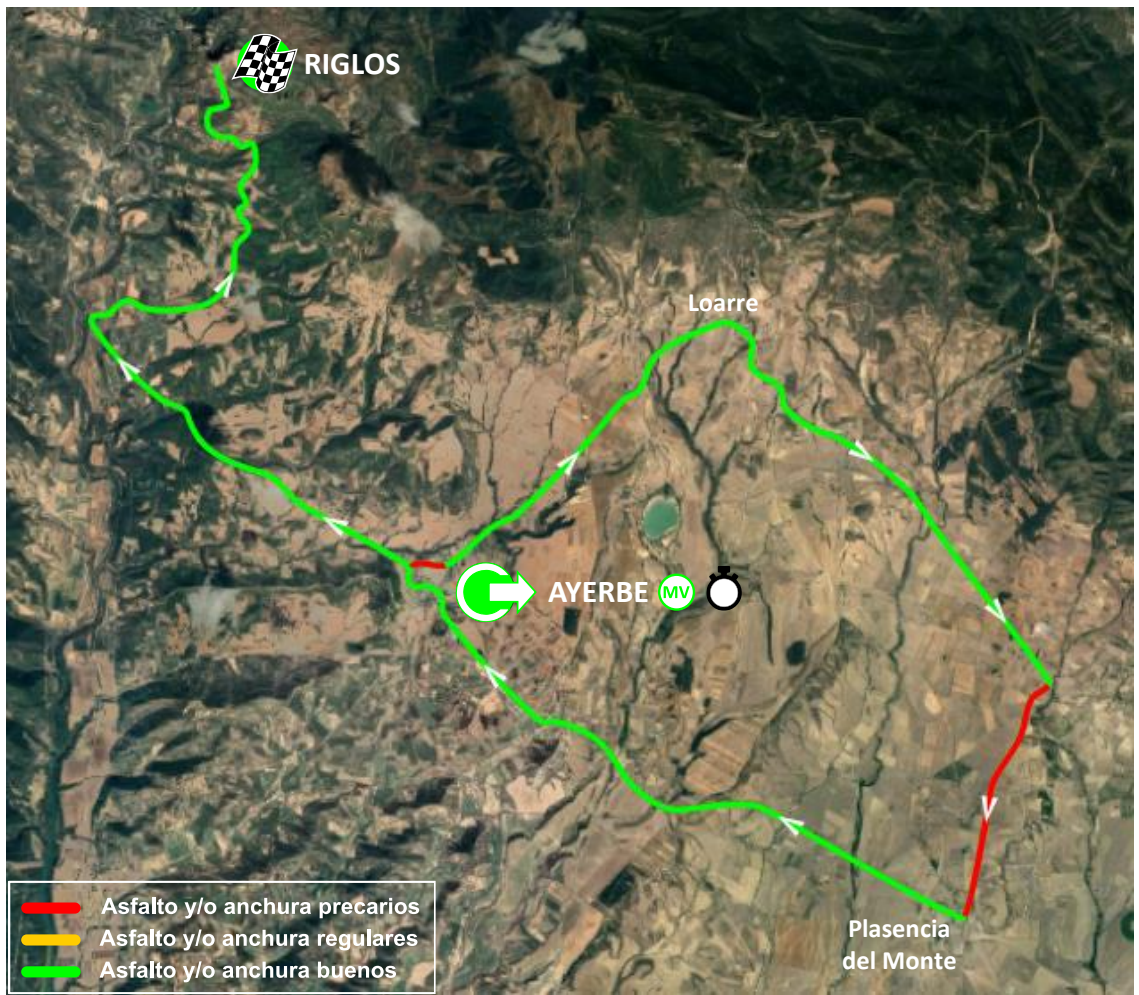 RIGLOS
Loarre
AYERBE MV
Plasencia
del Monte
Asfalto y/o anchura precarios
Asfalto y/o anchura regulares
Asfalto y/o anchura buenos